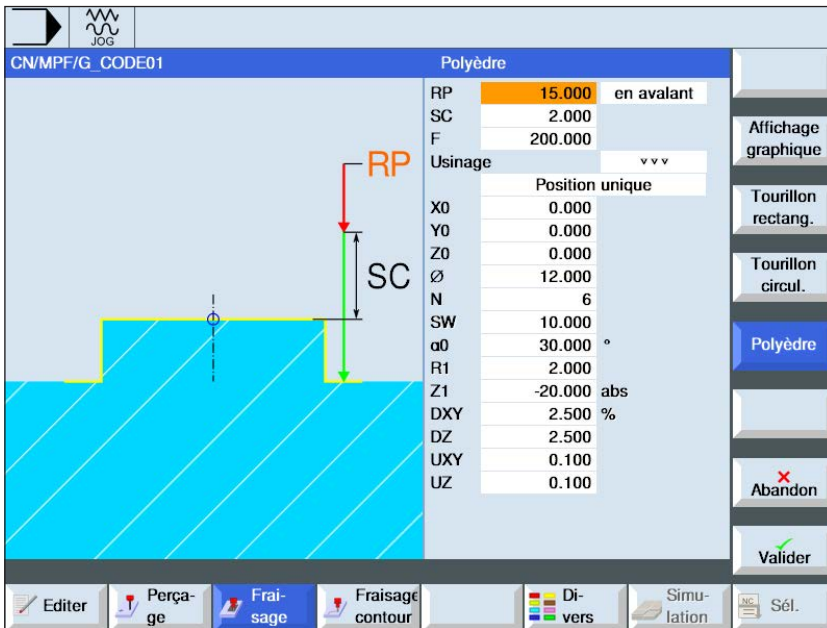 JOG
CN/MPF/G_CODE01
Polyèdre
RP 15.000 en avalant
SC 2.000
F 200.000
Usinage v v v
Position unique
X0 0.000
Y0 0.000
Z0 0.000
Ø 12.000
N 6
SW 10.000
α0 30.000 °
R1 2.000
Z1 -20.000 abs
DXY 2.500 %
DZ 2.500
UXY 0.100
UZ 0.100
RP
SC
Affichage
graphique
Tourillon
rectang.
Tourillon
circul.
Polyèdre
Abandon
Valider
Editer
Perça-
ge
Frai-
sage
Fraisage
contour
Di-
vers
Simu-
lation
NC
Sél.